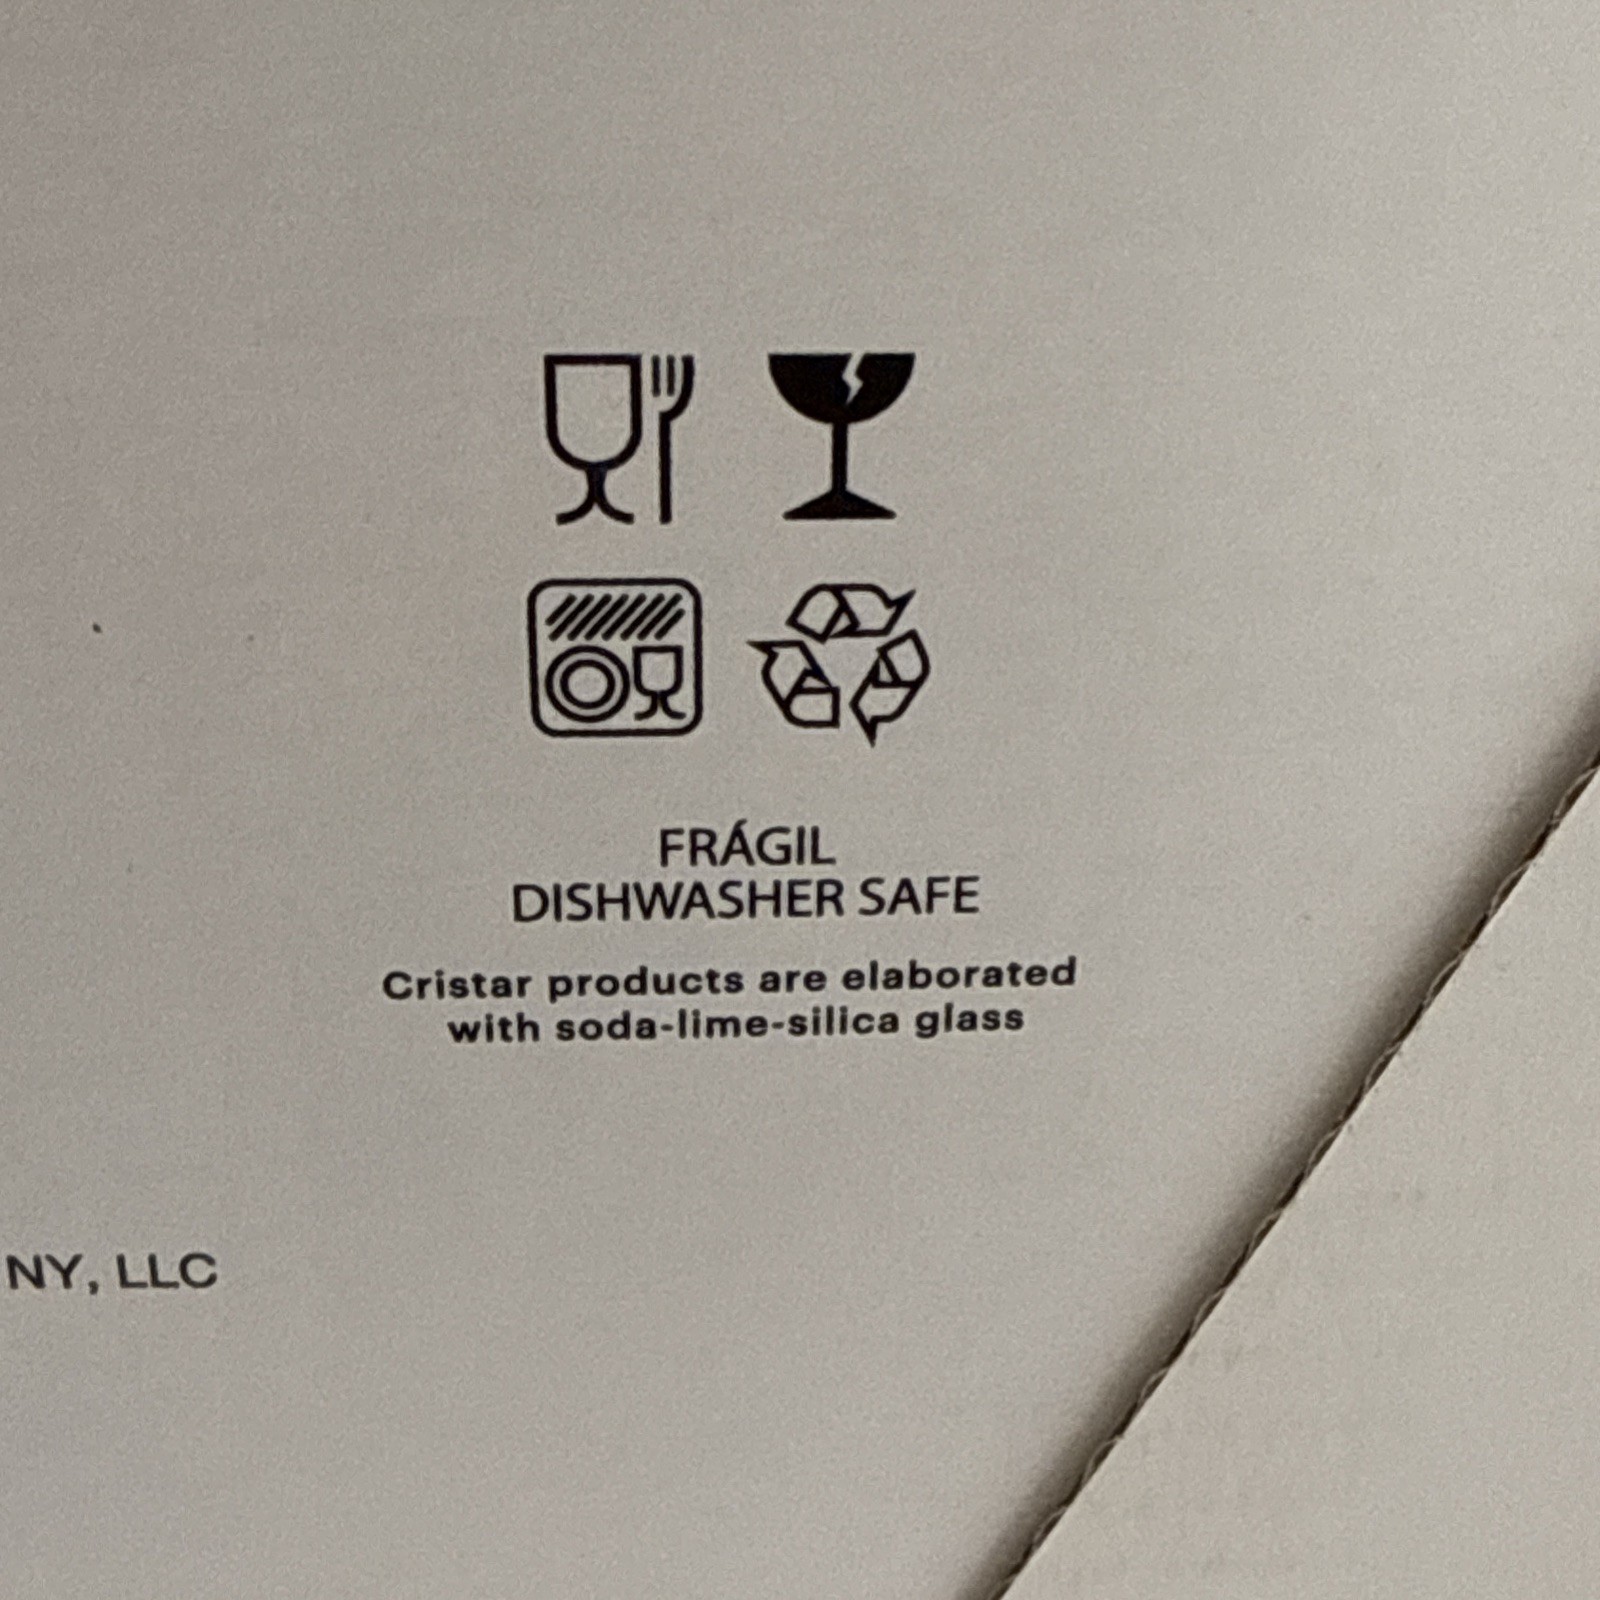 FRÁGIL
DISHWASHER SAFE
Cristar products are elaborated
with soda-lime-silica glass
NY, LLC